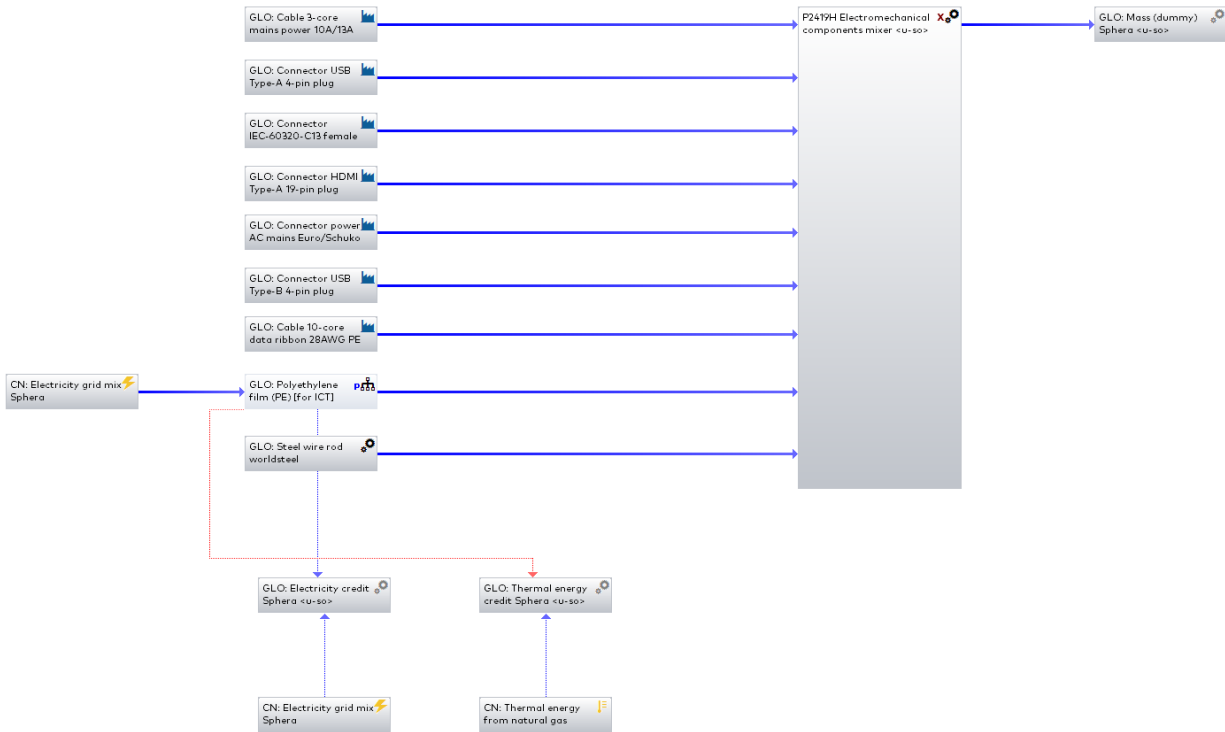 GLO: Cable 3-core
mains power 10A/13A
P2419H Electromechanical
components mixer <u-so>
X
GLO: Mass (dummy)
Sphera <u-so>
GLO: Connector USB
Type-A 4-pin plug
GLO: Connector
IEC-60320-C13 female
GLO: Connector HDMI
Type-A 19-pin plug
GLO: Connector power
AC mains Euro/Schuko
GLO: Connector USB
Type-B 4-pin plug
GLO: Cable 10-core
data ribbon 28AWG PE
CN: Electricity grid mix
Sphera
GLO: Polyethylene
film (PE) [for ICT]
p
GLO: Steel wire rod
worldsteel
GLO: Electricity credit
Sphera <u-so>
GLO: Thermal energy
credit Sphera <u-so>
CN: Electricity grid mix
Sphera
CN: Thermal energy
from natural gas